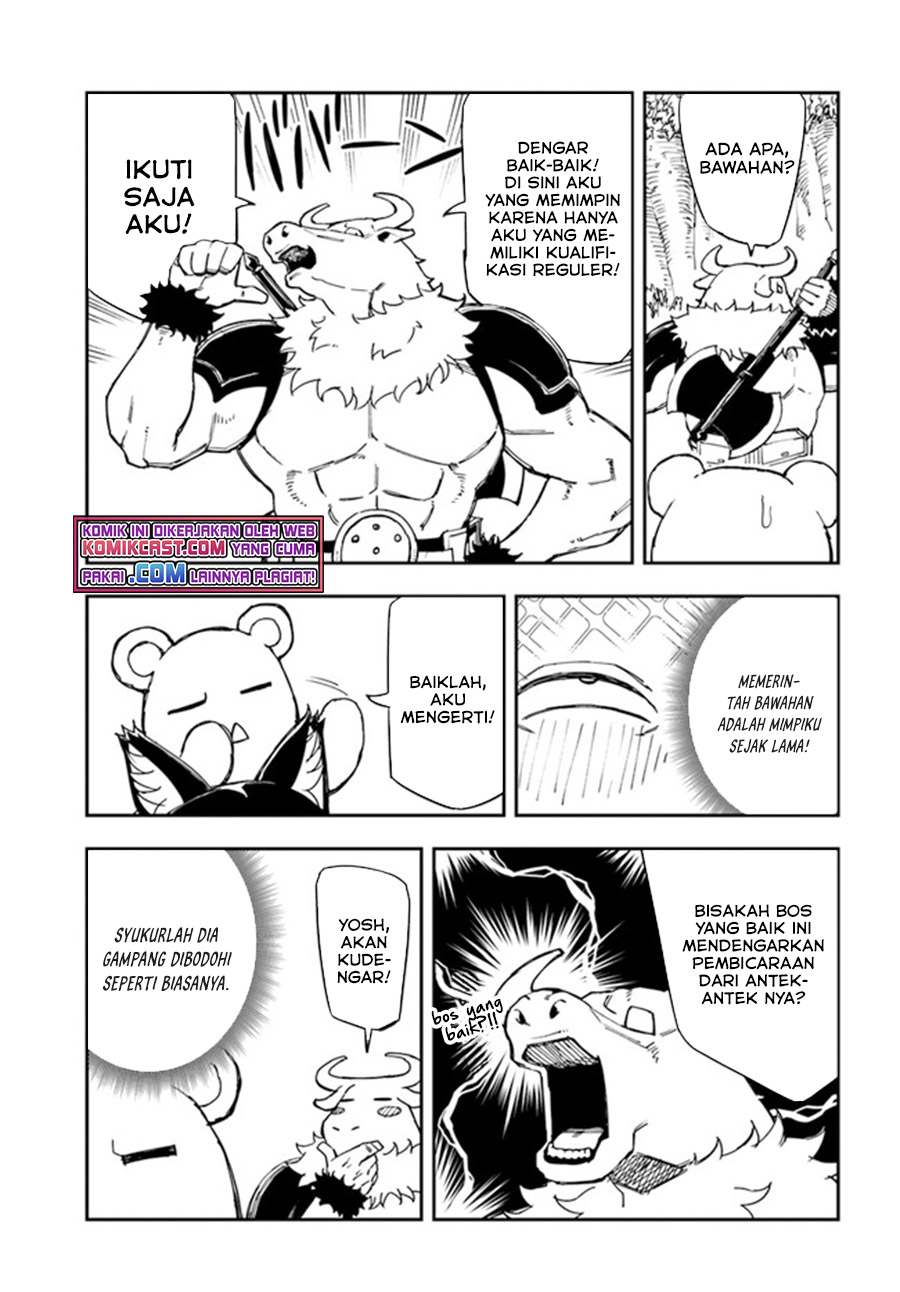 ADA APA,
BAWAHAN?
DENGAR
BAIK-BAIK!
DI SINI AKU
YANG MEMIMPIN
KARENA HANYA
AKU YANG ME-
MILIKI KUALIFI-
KASI REGULER!
IKUTI
SAJA
AKU!
KOMIK INI DIKERJAKAN OLEH WEB
KOMIKCAST.COM YANG CUMA
PAKAI .COM LAINNYA PLAGIAT!
MEMERIN-
TAH BAWAHAN
ADALAH MIMPIKU
SEJAK LAMA!
BAIKLAH,
AKU
MENGERTI!
BISAKAH BOS
YANG BAIK INI
MENDENGARKAN
PEMBICARAAN
DARI ANTEK-
ANTEK NYA?
bos yang
baik?!!
YOSH,
AKAN
KUDE-
NGAR!
SYUKURLAH DIA
GAMPANG DIBODOHI
SEPERTI BIASANYA.